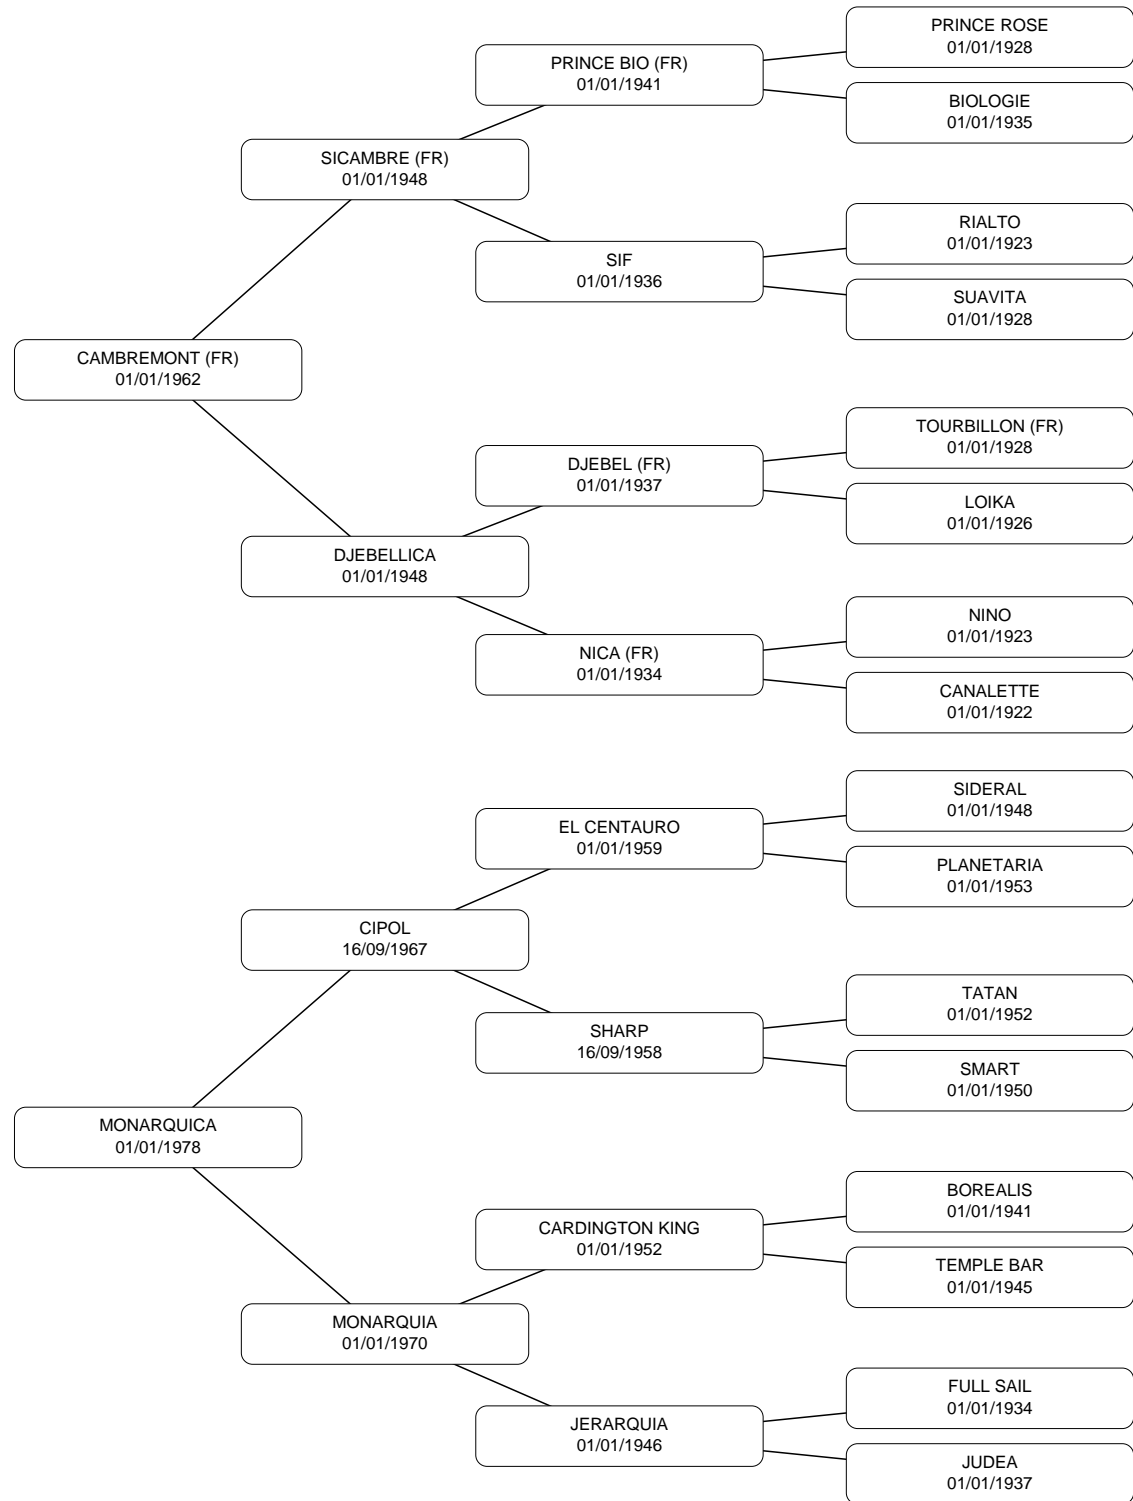 PRINCE ROSE
01/01/1928
PRINCE BIO (FR)
01/01/1941
BIOLOGIE
01/01/1935
SICAMBRE (FR)
01/01/1948
RIALTO
01/01/1923
SIF
01/01/1936
SUAVITA
01/01/1928
CAMBREMONT (FR)
01/01/1962
TOURBILLON (FR)
01/01/1928
DJEBEL (FR)
01/01/1937
LOIKA
01/01/1926
DJEBELLICA
01/01/1948
NINO
01/01/1923
NICA (FR)
01/01/1934
CANALETTE
01/01/1922
SIDERAL
01/01/1948
EL CENTAURO
01/01/1959
PLANETARIA
01/01/1953
CIPOL
16/09/1967
TATAN
01/01/1952
SHARP
16/09/1958
SMART
01/01/1950
MONARQUICA
01/01/1978
BOREALIS
01/01/1941
CARDINGTON KING
01/01/1952
TEMPLE BAR
01/01/1945
MONARQUIA
01/01/1970
FULL SAIL
01/01/1934
JERARQUIA
01/01/1946
JUDEA
01/01/1937